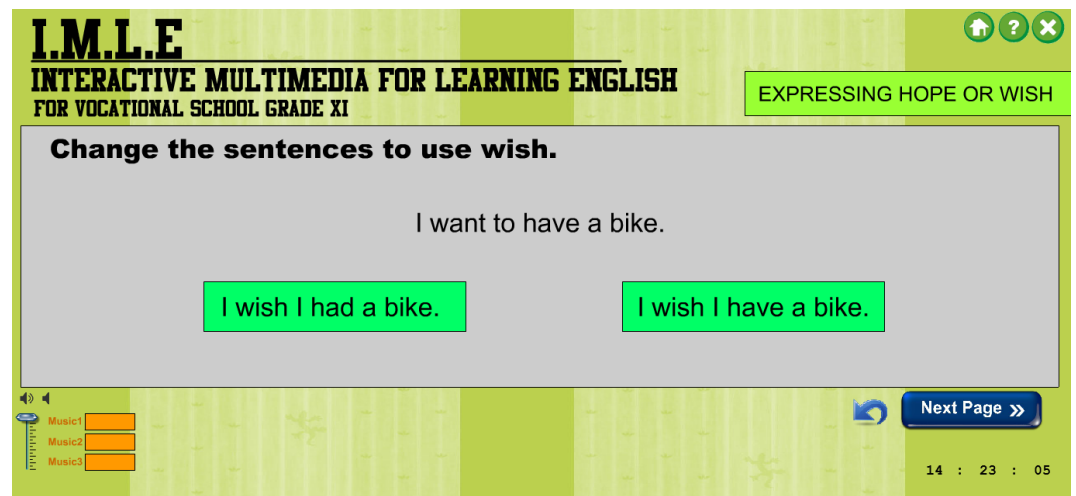 I.M.L.E
INTERACTIVE MULTIMEDIA FOR LEARNING ENGLISH
FOR VOCATIONAL SCHOOL GRADE XI
?
EXPRESSING HOPE OR WISH
Change the sentences to use wish.
I want to have a bike.
I wish I had a bike.
I wish I have a bike.
Music1
Music2
Music3
Next Page »
14 : 23 : 05